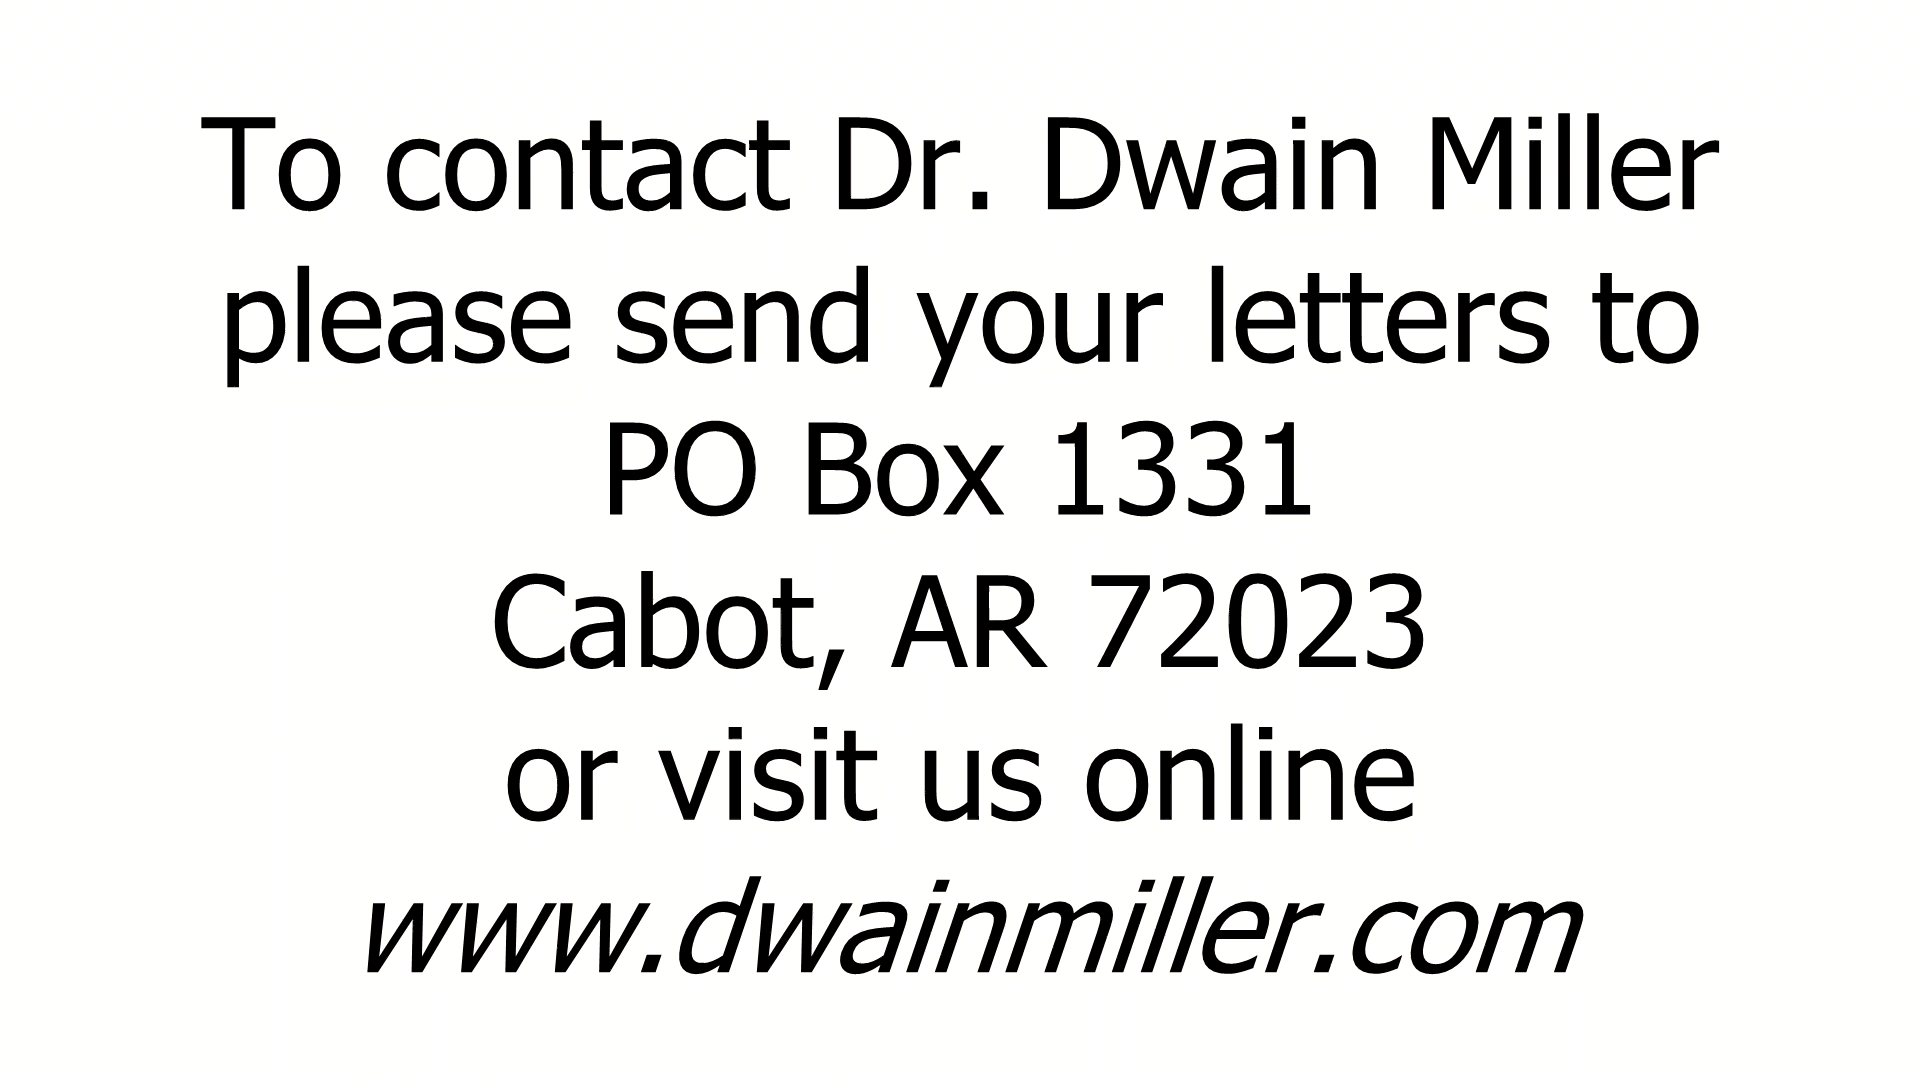 To contact Dr. Dwain Miller
please send your letters to
PO Box 1331
Cabot, AR 72023
or visit us online
www.dwainmiller.com